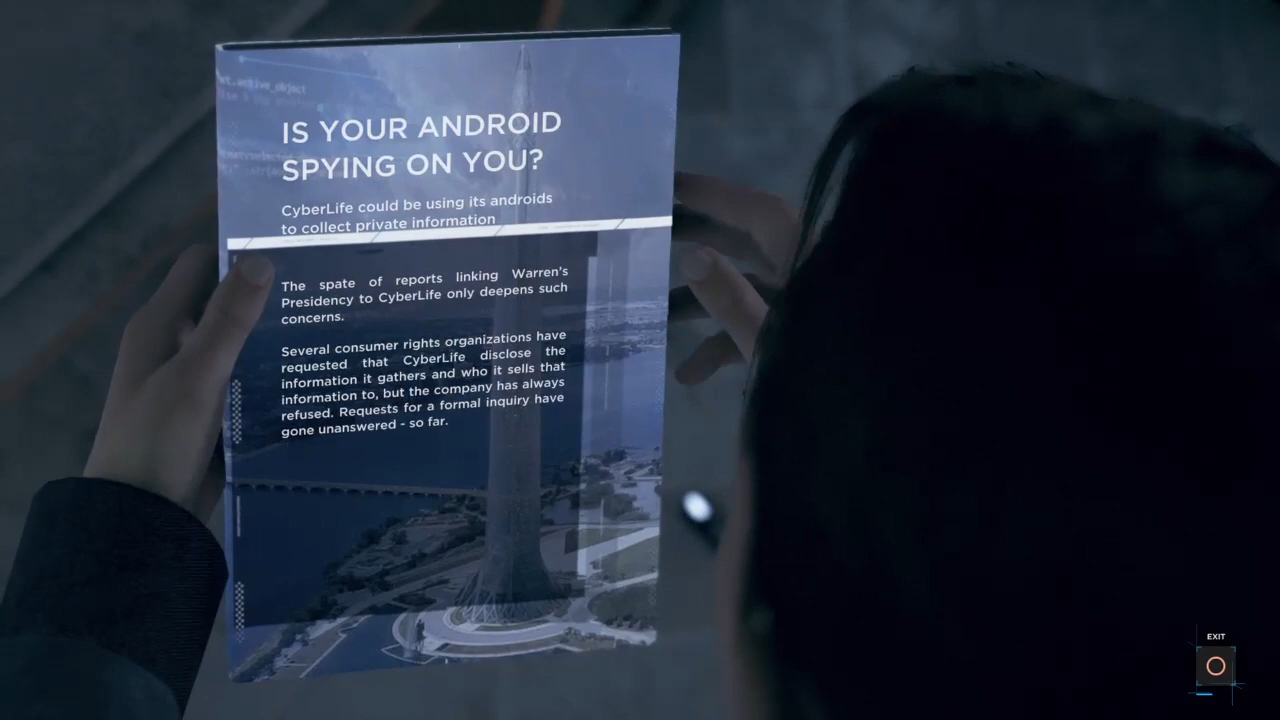 IS YOUR ANDROID
SPYING ON YOU?
CyberLife could be using its androids
to collect private information
The spate of reports linking Warren's
Presidency to CyberLife only deepens such
concerns.
Several consumer rights organizations have
requested that CyberLife disclose the
information it gathers and who it sells that
information to, but the company has always
refused. Requests for a formal inquiry have
gone unanswered - so far.
EXIT